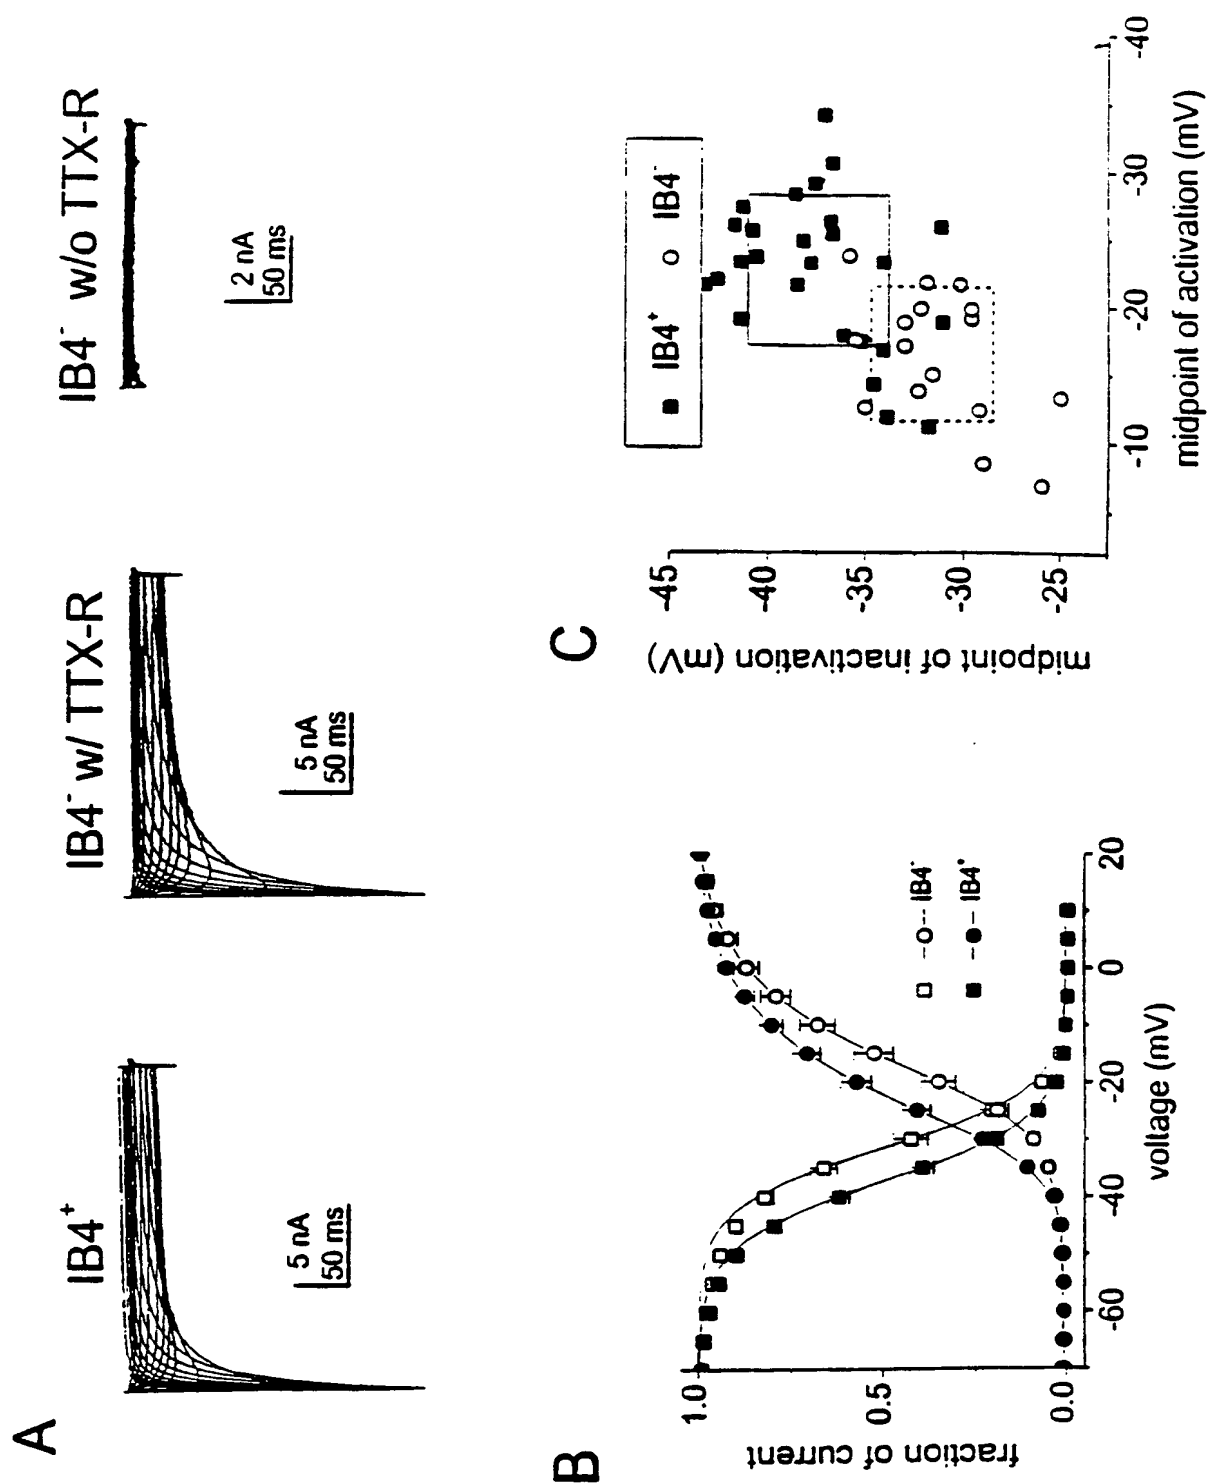 A
IB4+
5 nA
50 ms
IB4- w/ TTX-R
5 nA
50 ms
IB4- w/o TTX-R
2 nA
50 ms
B
fraction of current
1.0
0.5
0.0
-60
-40
-20
0
20
voltage (mV)
IB4-
IB4+
C
midpoint of inactivation (mV)
-45
-40
-35
-30
-25
-10
-20
-30
-40
midpoint of activation (mV)
IB4+
IB4-